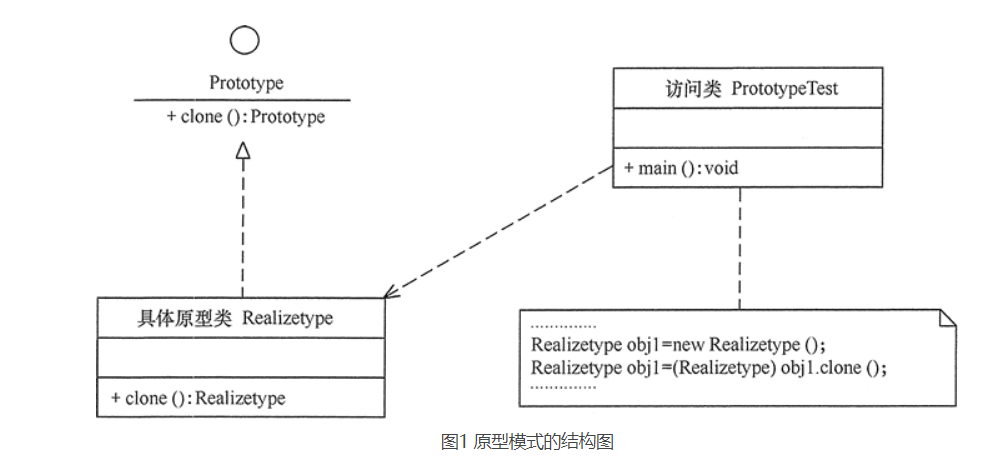 Prototype
+ clone ():Prototype
访问类 PrototypeTest
+ main ():void
具体原型类 Realizetype
+ clone ():Realizetype
..............
Realizetype obj1=new Realizetype ();
Realizetype obj1=(Realizetype) obj1.clone ();
..............
图1 原型模式的结构图